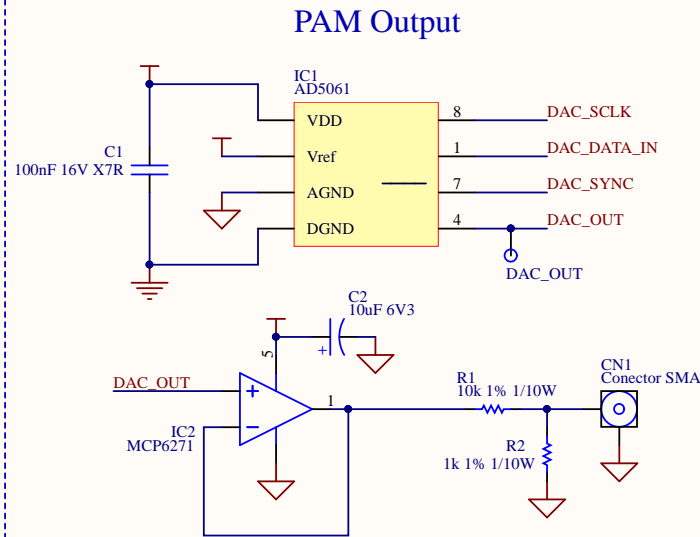 PAM Output
IC1
AD5061
VDD
8
DAC_SCLK
C1
100nF 16V X7R
Vref
1
DAC_DATA_IN
AGND
7
DAC_SYNC
DGND
4
DAC_OUT
DAC_OUT
C2
10uF 6V3
+
5
DAC_OUT
1
IC2
MCP6271
R1
10k 1% 1/10W
CN1
Conector SMA
R2
1k 1% 1/10W